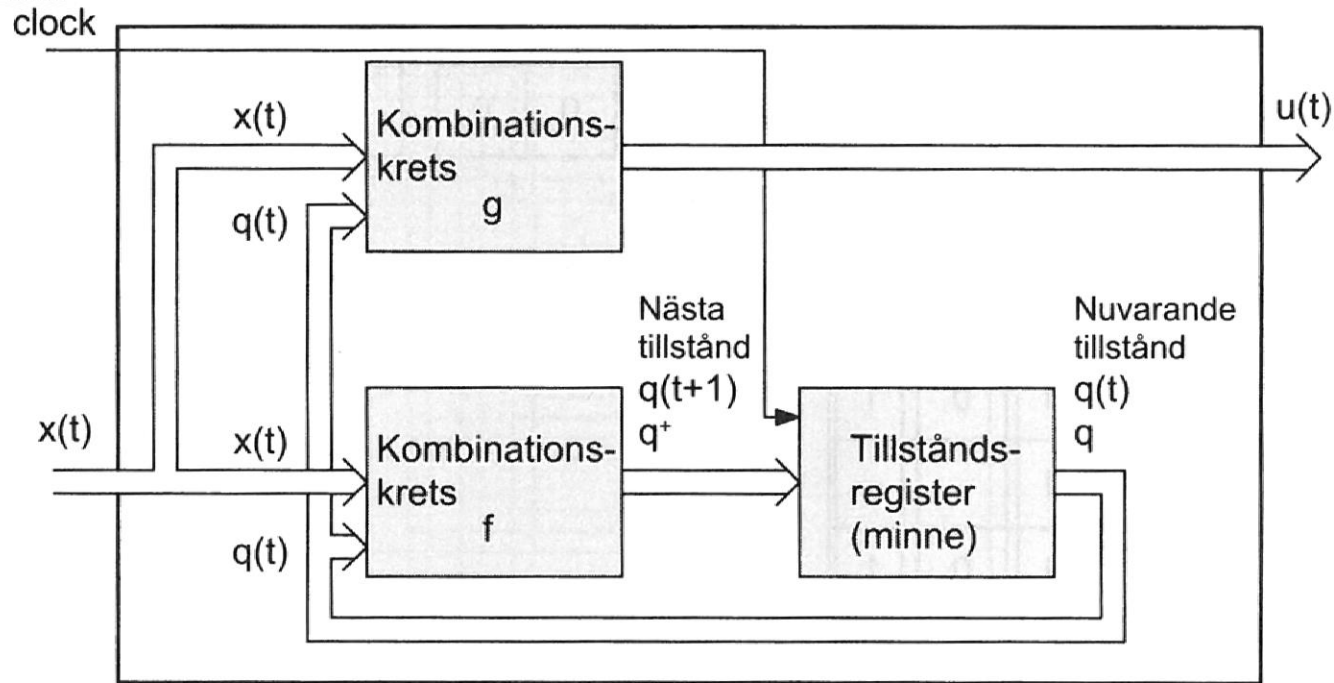 clock
x(t)
Kombinations-
krets
g
q(t)
u(t)
Nästa
tillstånd
q(t+1)
q⁺
Nuvarande
tillstånd
q(t)
q
x(t)
x(t)
Kombinations-
krets
f
q(t)
Tillstånds-
register
(minne)